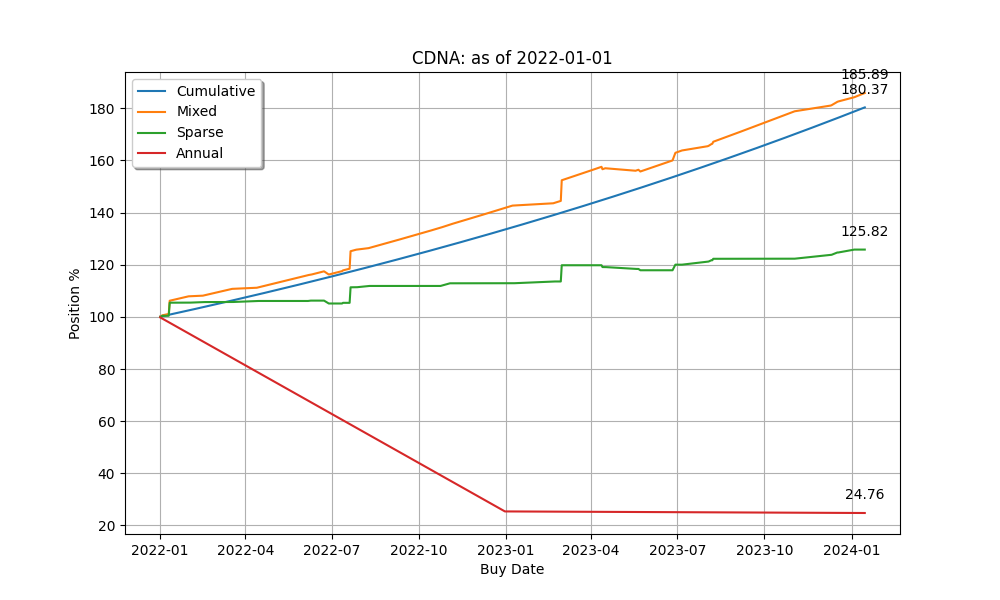 CDNA: as of 2022-01-01
185.89
180.37
125.82
24.76
Cumulative
Mixed
Sparse
Annual
Position %
180
160
140
120
100
80
60
40
20
2022-01 2022-04 2022-07 2022-10 2023-01 2023-04 2023-07 2023-10 2024-01
Buy Date